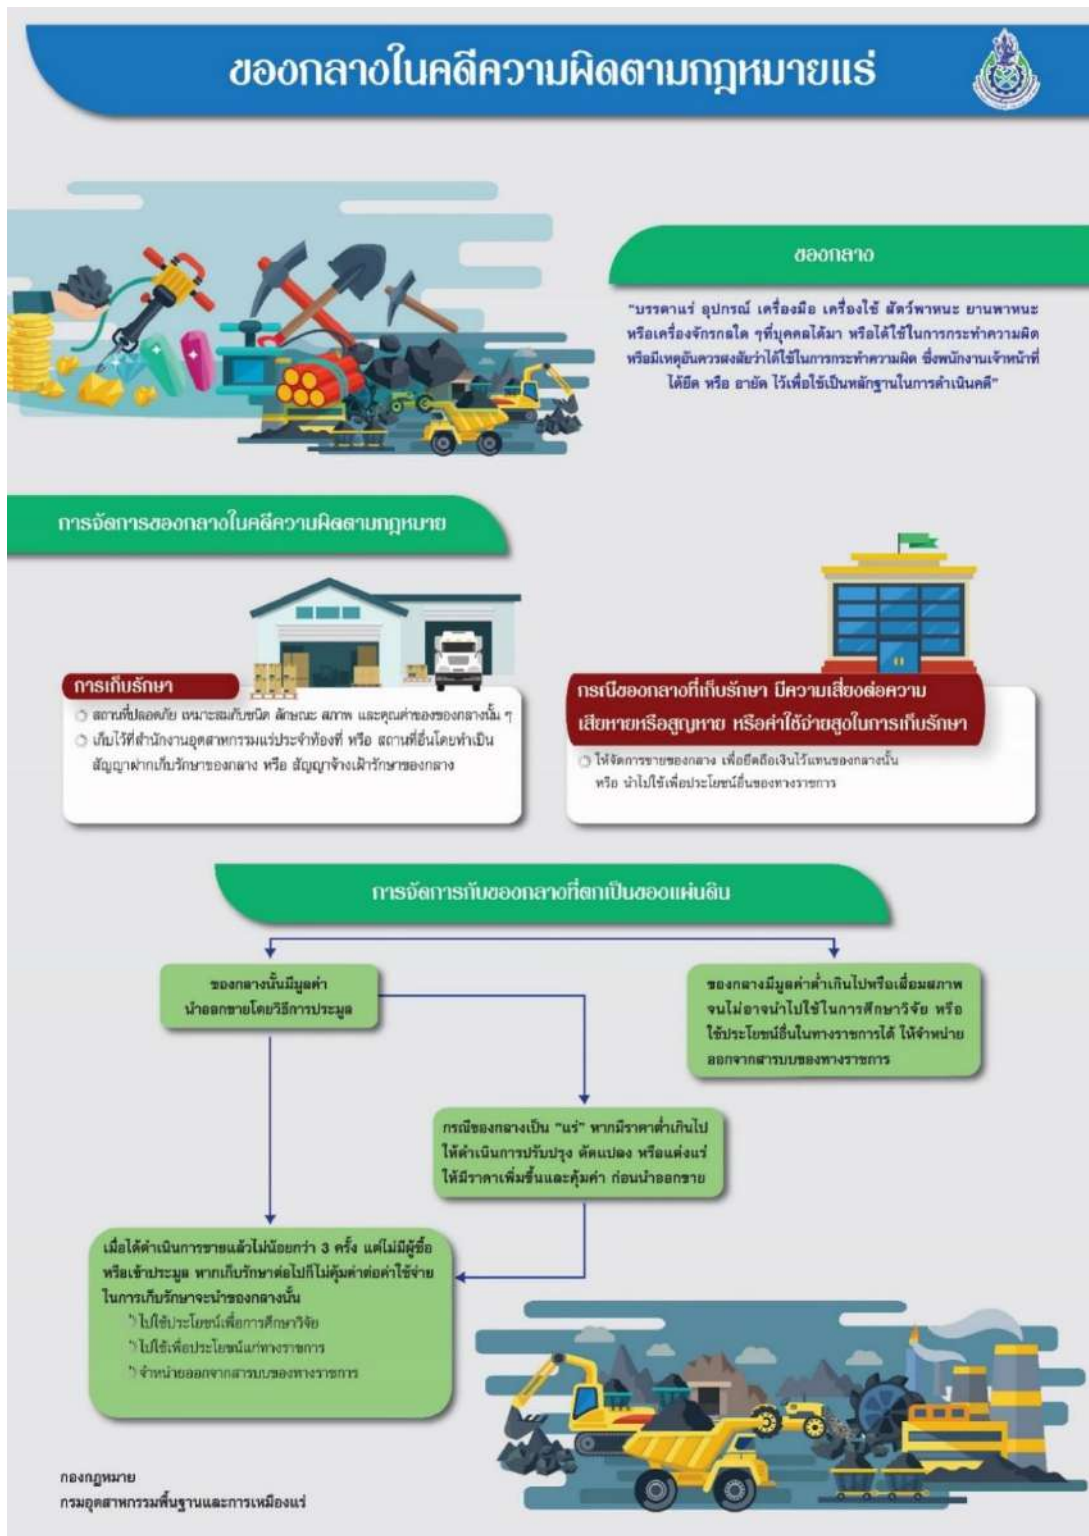 ของกลางในคดีความผิดตามกฎหมายแร่
ของกลาง
"บรรดาแร่ อุปกรณ์ เครื่องมือ เครื่องใช้ สัตว์พาหนะ ยานพาหนะ
หรือเครื่องจักรกลใด ๆที่บุคคลได้มา หรือได้ใช้ในการกระทำความผิด
หรือมีเหตุอันควรสงสัยว่าได้ใช้ในการกระทำความผิด ซึ่งพนักงานเจ้าหน้าที่
ได้ยึด หรือ อายัด ไว้เพื่อใช้เป็นหลักฐานในการดำเนินคดี"
การจัดการของกลางในคดีความผิดตามกฎหมาย
การเก็บรักษา
สถานที่ปลอดภัย เหมาะสมกับชนิด ลักษณะ สภาพ และคุณค่าของของกลางนั้น ๆ
เก็บไว้ที่สำนักงานอุตสาหกรรมแร่ประจำท้องที่ หรือ สถานที่อื่นโดยทำเป็น
สัญญาฝากเก็บรักษาของกลาง หรือ สัญญาจ้างเฝ้ารักษาของกลาง
กรณีของกลางที่เก็บรักษา มีความเสี่ยงต่อความ
เสียหายหรือสูญหาย หรือค่าใช้จ่ายสูงในการเก็บรักษา
ให้จัดการขายของกลาง เพื่อยึดถือเงินไว้แทนของกลางนั้น
หรือ นำไปใช้เพื่อประโยชน์อื่นของทางราชการ
การจัดการกับของกลางที่ตกเป็นของแผ่นดิน
ของกลางนั้นมีมูลค่า
นำออกขายโดยวิธีการประมูล
ของกลางมีมูลค่าต่ำเกินไปหรือเสื่อมสภาพ
จนไม่อาจนำไปใช้ในการศึกษาวิจัย หรือ
ใช้ประโยชน์อื่นในทางราชการได้ ให้จำหน่าย
ออกจากสารบบของทางราชการ
กรณีของกลางเป็น "แร่" หากมีราคาต่ำเกินไป
ให้ดำเนินการปรับปรุง ดัดแปลง หรือแต่งแร่
ให้มีราคาเพิ่มขึ้นและคุ้มค่า ก่อนนำออกขาย
เมื่อได้ดำเนินการขายแล้วไม่น้อยกว่า 3 ครั้ง แต่ไม่มีผู้ซื้อ
หรือเข้าประมูล หากเก็บรักษาต่อไปก็ไม่คุ้มค่าต่อค่าใช้จ่าย
ในการเก็บรักษาจะนำของกลางนั้น
ไปใช้ประโยชน์เพื่อการศึกษาวิจัย
ไปใช้เพื่อประโยชน์แก่ทางราชการ
จำหน่ายออกจากสารบบของทางราชการ
กองกฎหมาย
กรมอุตสาหกรรมพื้นฐานและการเหมืองแร่